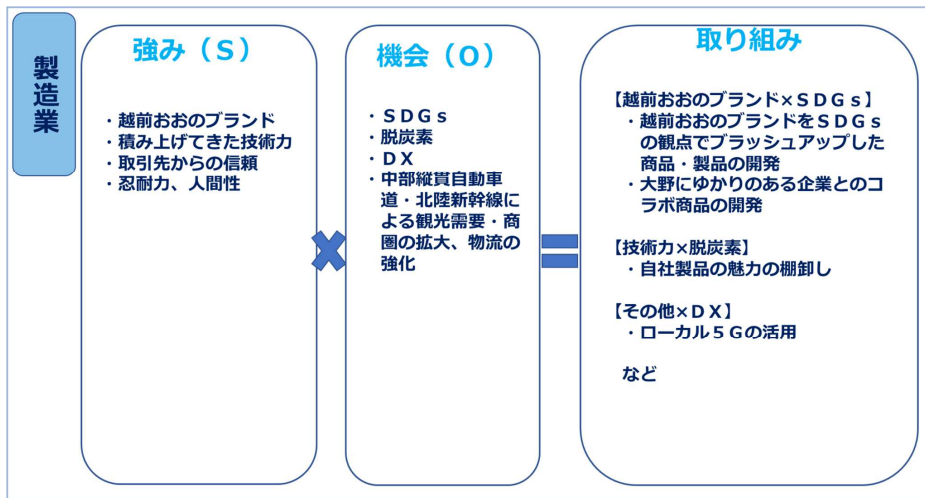 製造業
強み（Ｓ）
・越前おおのブランド
・積み上げてきた技術力
・取引先からの信頼
・忍耐力、人間性
機会（Ｏ）
・ＳＤＧｓ
・脱炭素
・ＤＸ
・中部縦貫自動車
道・北陸新幹線に
よる観光需要・商
圏の拡大、物流の
強化
取り組み
【越前おおのブランド×ＳＤＧｓ】
・越前おおのブランドをＳＤＧｓ
の観点でブラッシュアップした
商品・製品の開発
・大野にゆかりのある企業とのコ
ラボ商品の開発
【技術力×脱炭素】
・自社製品の魅力の棚卸し
【その他×ＤＸ】
・ローカル５Ｇの活用
など